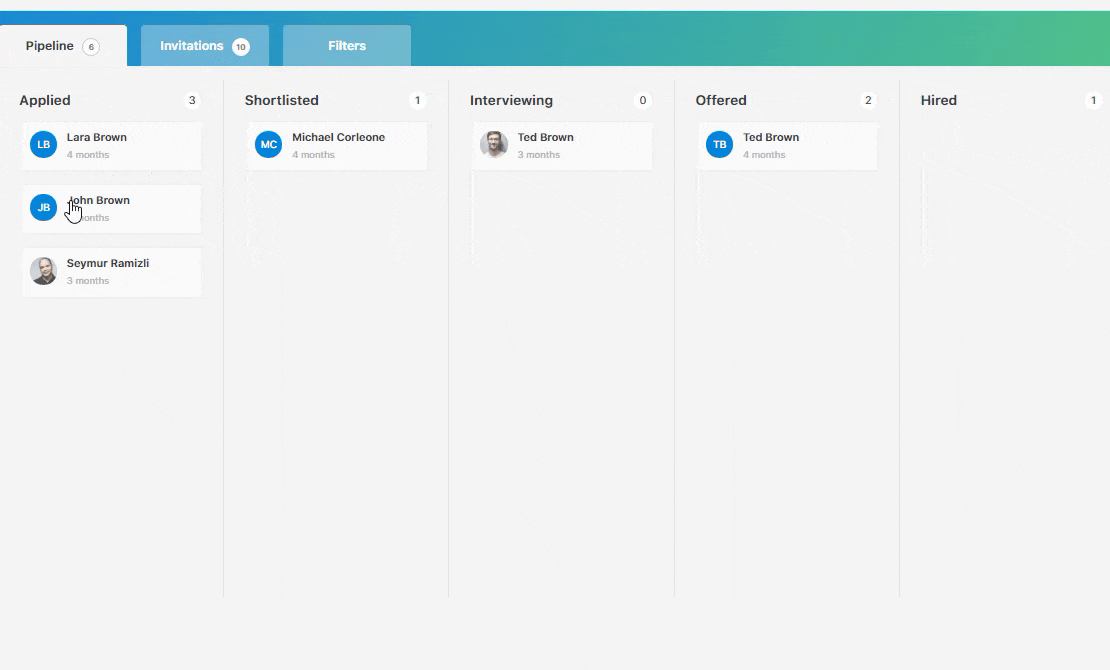 Pipeline 6
Invitations 10
Filters
Applied 3
LB Lara Brown
4 months
JB John Brown
months
Seymur Ramizli
3 months
Shortlisted 1
MC Michael Corleone
4 months
Interviewing 0
Ted Brown
3 months
Offered 2
TB Ted Brown
4 months
Hired 1